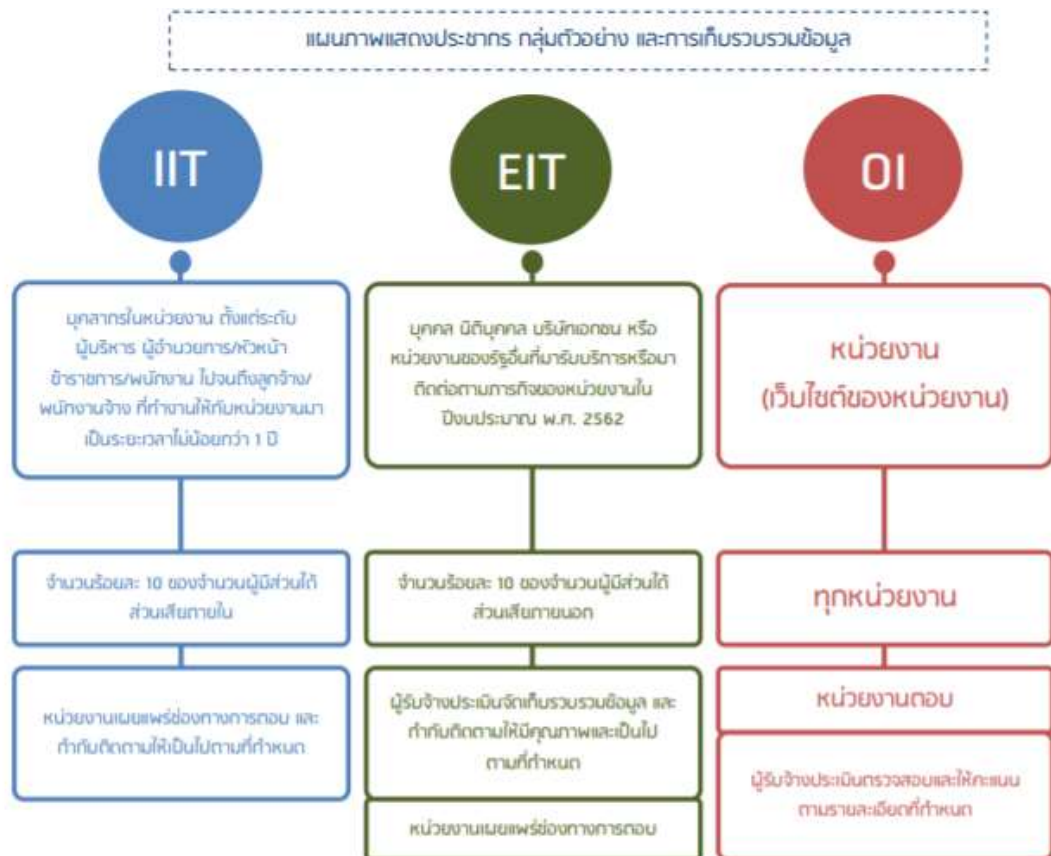 แผนภาพแสดงประชากร กลุ่มตัวอย่าง และการเก็บรวบรวมข้อมูล
IIT
บุคลากรในหน่วยงาน ตั้งแต่ระดับ
ผู้บริหาร ผู้อำนวยการ/หัวหน้า
ข้าราชการ/พนักงาน ไปจนถึงลูกจ้าง/
พนักงานจ้าง ที่ทำงานให้กับหน่วยงานมา
เป็นระยะเวลาไม่น้อยกว่า 1 ปี
จำนวนร้อยละ 10 ของจำนวนผู้มีส่วนได้
ส่วนเสียภายใน
หน่วยงานเผยแพร่ช่องทางการตอบ และ
กำกับติดตามให้เป็นไปตามที่กำหนด
EIT
บุคคล นิติบุคคล บริษัทเอกชน หรือ
หน่วยงานของรัฐอื่นที่มารับบริการหรือมา
ติดต่อตามภารกิจของหน่วยงานใน
ปีงบประมาณ พ.ศ. 2562
จำนวนร้อยละ 10 ของจำนวนผู้มีส่วนได้
ส่วนเสียภายนอก
ผู้รับจ้างประเมินจัดเก็บรวบรวมข้อมูล และ
กำกับติดตามให้มีคุณภาพและเป็นไป
ตามที่กำหนด
หน่วยงานเผยแพร่ช่องทางการตอบ
OI
หน่วยงาน
(เว็บไซต์ของหน่วยงาน)
ทุกหน่วยงาน
หน่วยงานตอบ
ผู้รับจ้างประเมินตรวจสอบและให้คะแนน
ตามรายละเอียดที่กำหนด